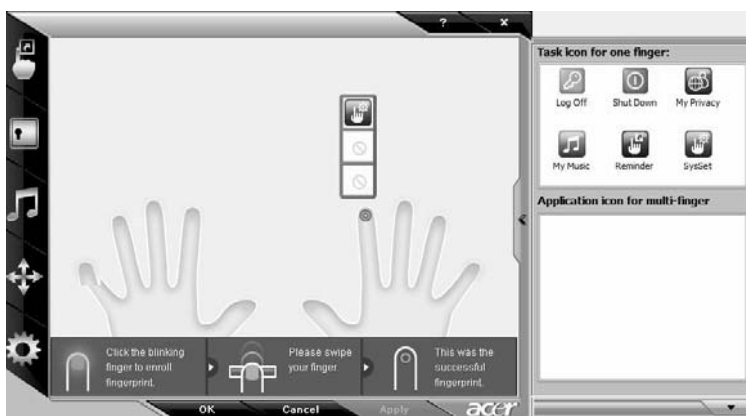 ? x
Task icon for one finger:
Log Off Shut Down My Privacy
My Music Reminder SysSet
Application icon for multi-finger
Click the blinking
finger to enroll
fingerprint.
Please swipe
your finger.
This was the
successful
fingerprint.
OK Cancel Apply acer